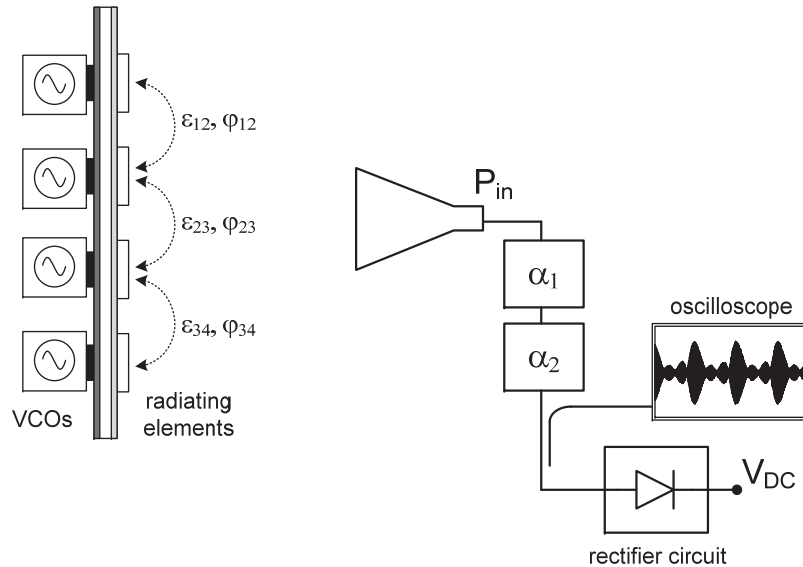 ε12, φ12
ε23, φ23
ε34, φ34
VCOs
radiating
elements
Pin
α1
α2
oscilloscope
VDC
rectifier circuit